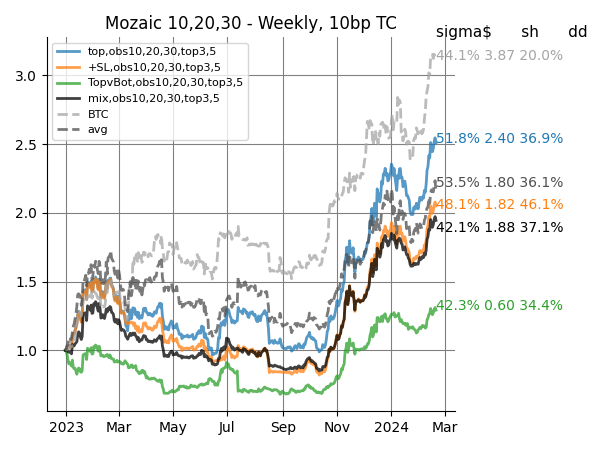 Mozaic 10,20,30 - Weekly, 10bp TC
sigma$ sh dd
top,obs10,20,30,top3,5
+SL,obs10,20,30,top3,5
TopvBot,obs10,20,30,top3,5
mix,obs10,20,30,top3,5
BTC
avg
44.1% 3.87 20.0%
51.8% 2.40 36.9%
53.5% 1.80 36.1%
48.1% 1.82 46.1%
42.1% 1.88 37.1%
42.3% 0.60 34.4%
3.0
2.5
2.0
1.5
1.0
2023 Mar May Jul Sep Nov 2024 Mar